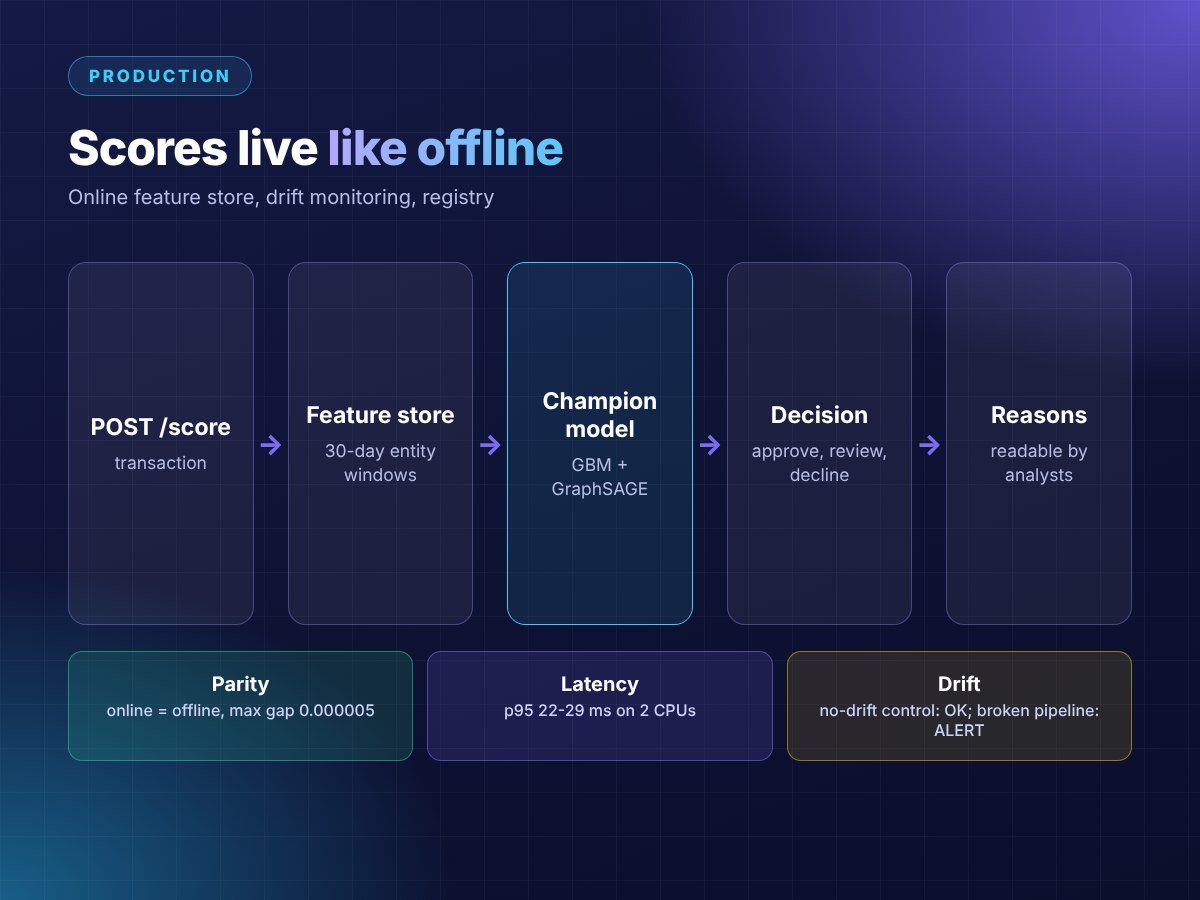 PRODUCTION
Scores live like offline
Online feature store, drift monitoring, registry
POST /score
transaction
→
Feature store
30-day entity
windows
→
Champion
model
GBM +
GraphSAGE
→
Decision
approve, review,
decline
→
Reasons
readable by
analysts
Parity
online = offline, max gap 0.000005
Latency
p95 22-29 ms on 2 CPUs
Drift
no-drift control: OK; broken pipeline:
ALERT